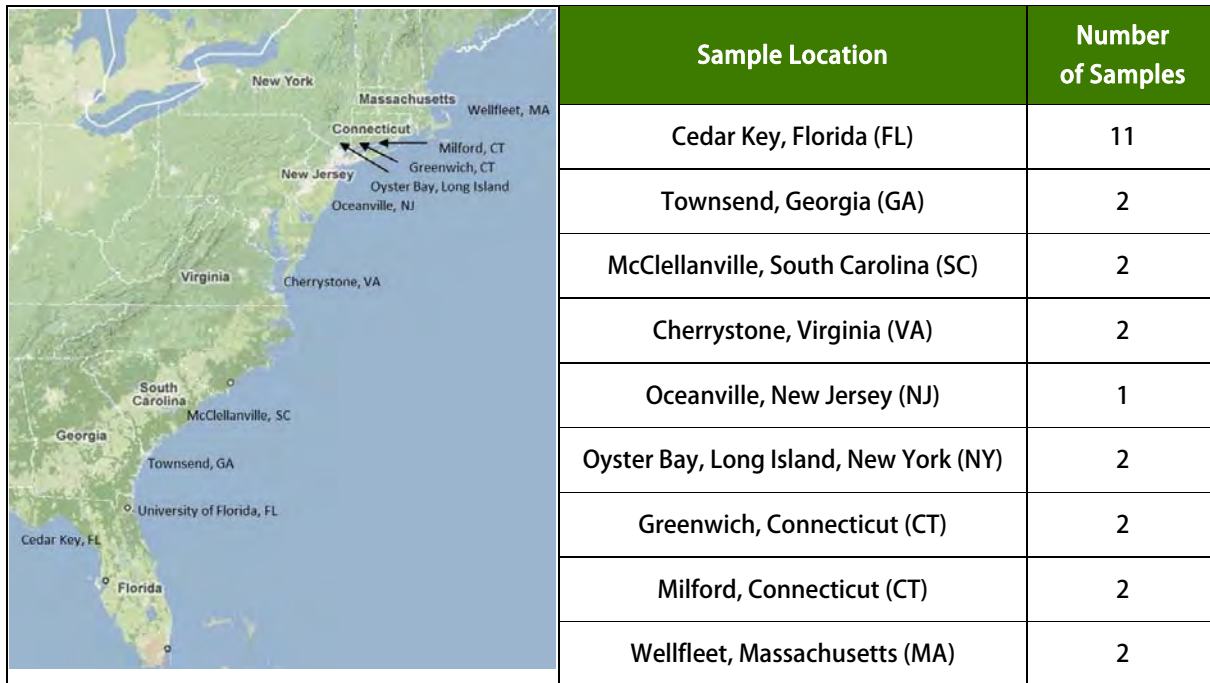 New York
Massachusetts
Wellfleet, MA
Connecticut
Milford, CT
Greenwich, CT
New Jersey
Oyster Bay, Long Island
Oceanville, NJ
Virginia
Cherrystone, VA
South
Carolina
McClellanville, SC
Georgia
Townsend, GA
University of Florida, FL
Cedar Key, FL
Florida
Sample Location
Number
of Samples
Cedar Key, Florida (FL)
11
Townsend, Georgia (GA)
2
McClellanville, South Carolina (SC)
2
Cherrystone, Virginia (VA)
2
Oceanville, New Jersey (NJ)
1
Oyster Bay, Long Island, New York (NY)
2
Greenwich, Connecticut (CT)
2
Milford, Connecticut (CT)
2
Wellfleet, Massachusetts (MA)
2